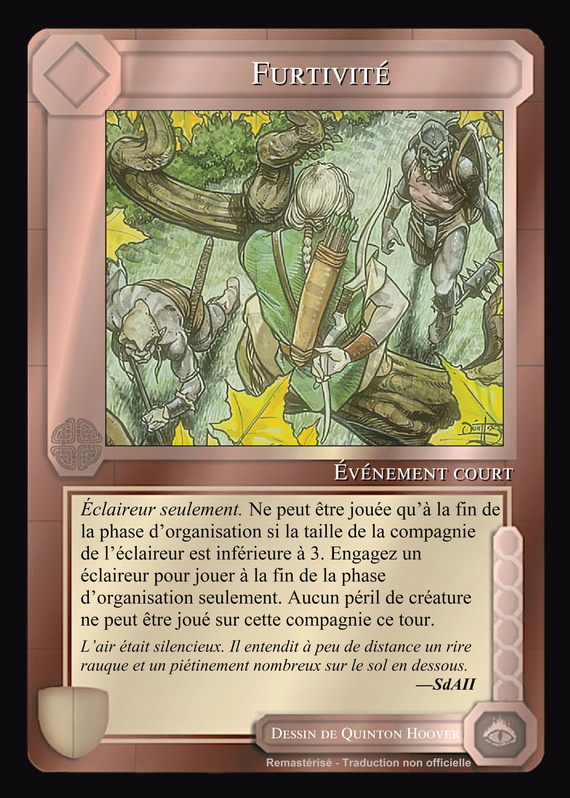 Furtivité
Événement court
Éclaireur seulement. Ne peut être jouée qu'à la fin de
la phase d'organisation si la taille de la compagnie
de l'éclaireur est inférieure à 3. Engagez un
éclaireur pour jouer à la fin de la phase
d'organisation seulement. Aucun péril de créature
ne peut être joué sur cette compagnie ce tour.
L'air était silencieux. Il entendit à peu de distance un rire
rauque et un piétinement nombreux sur le sol en dessous.
—SdAII
Dessin de Quinton Hoover
Remastérisé - Traduction non officielle